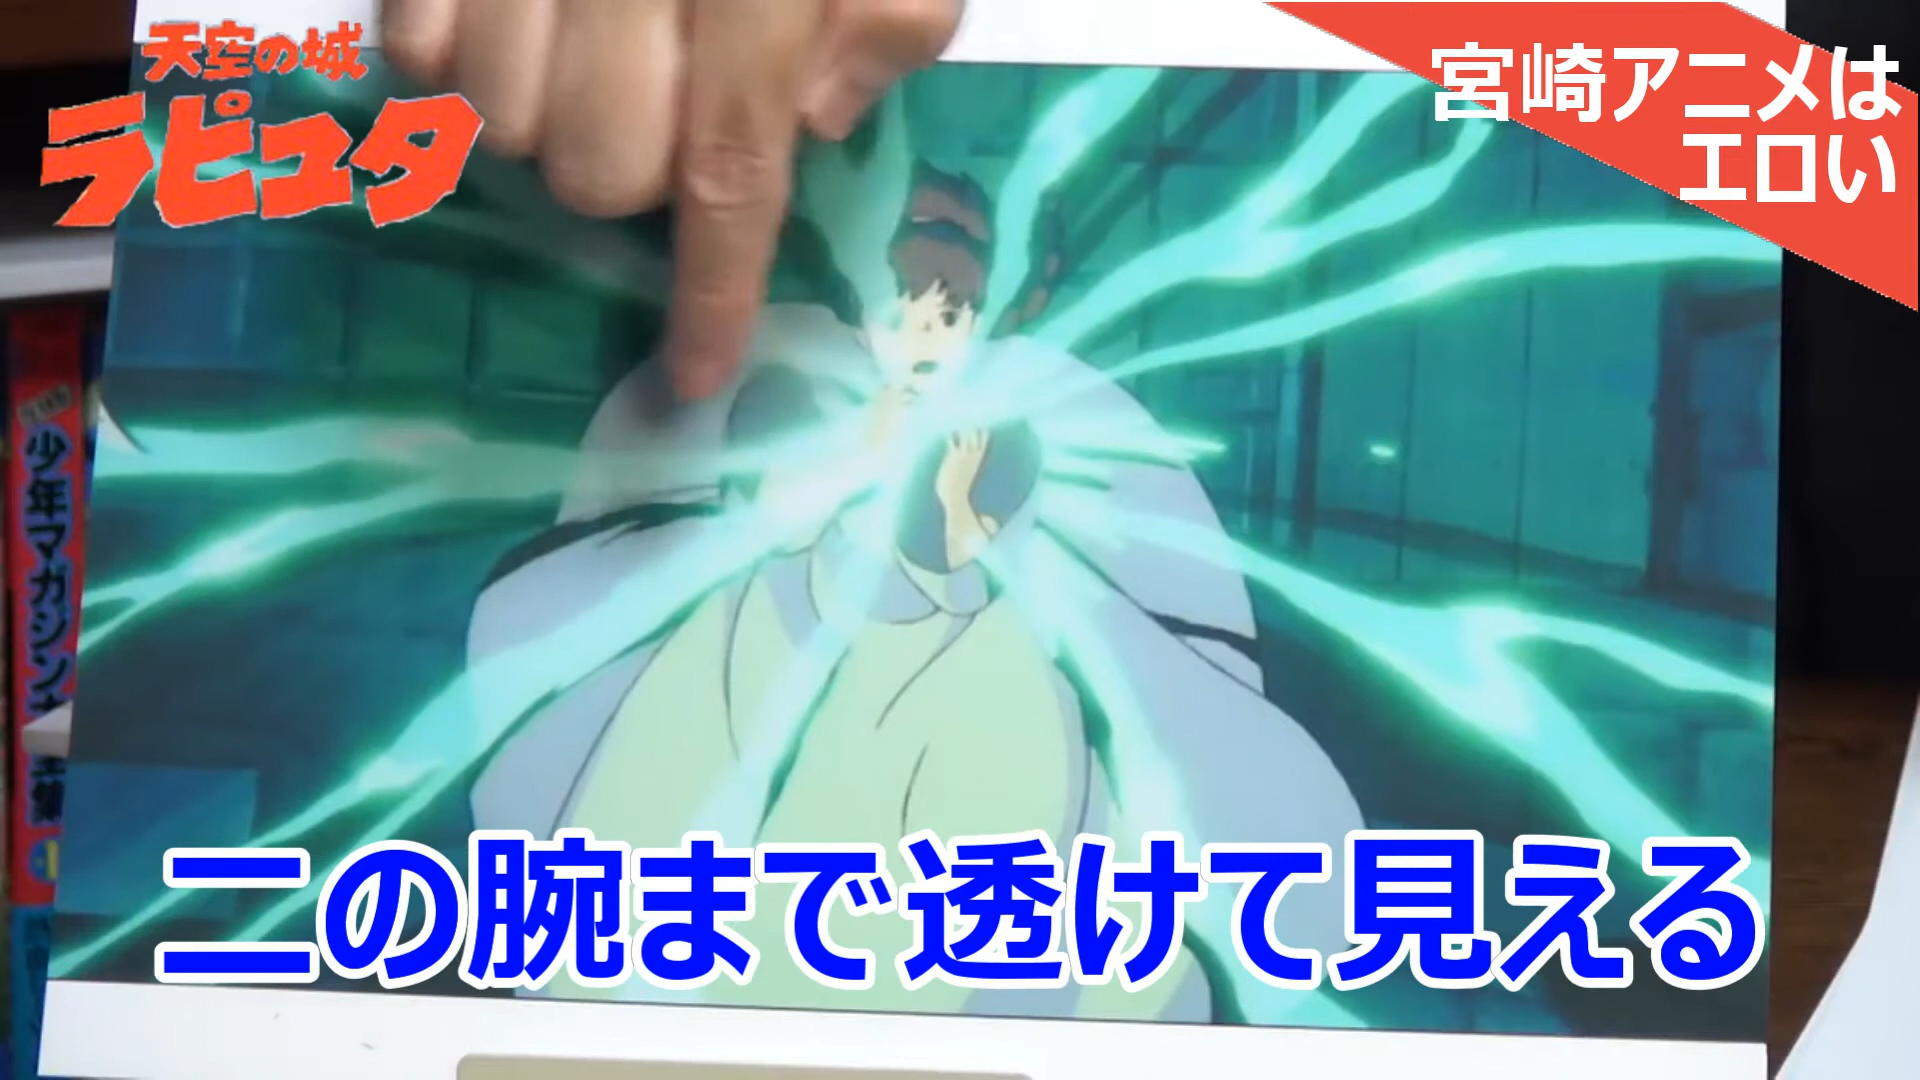 天空の城
ラピュタ
宮崎アニメは
エロい
少年マガジン
二の腕まで透けて見える